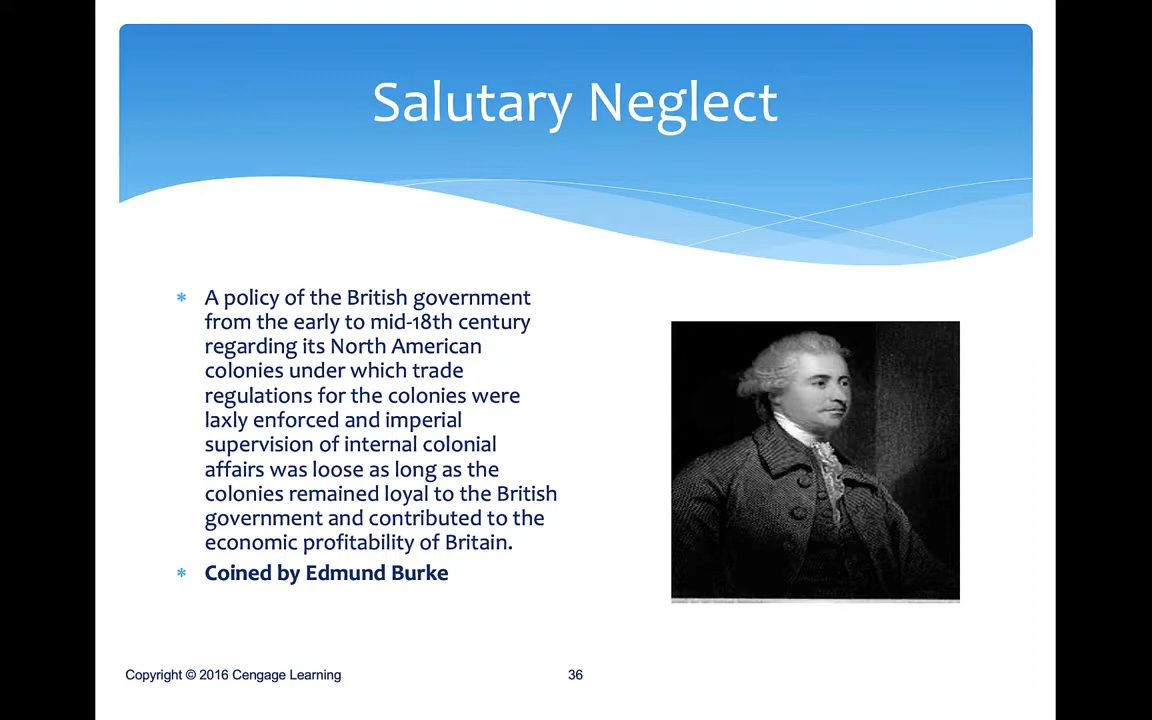 Salutary Neglect
* A policy of the British government
from the early to mid-18th century
regarding its North American
colonies under which trade
regulations for the colonies were
laxly enforced and imperial
supervision of internal colonial
affairs was loose as long as the
colonies remained loyal to the British
government and contributed to the
economic profitability of Britain.
* Coined by Edmund Burke
Copyright © 2016 Cengage Learning
36